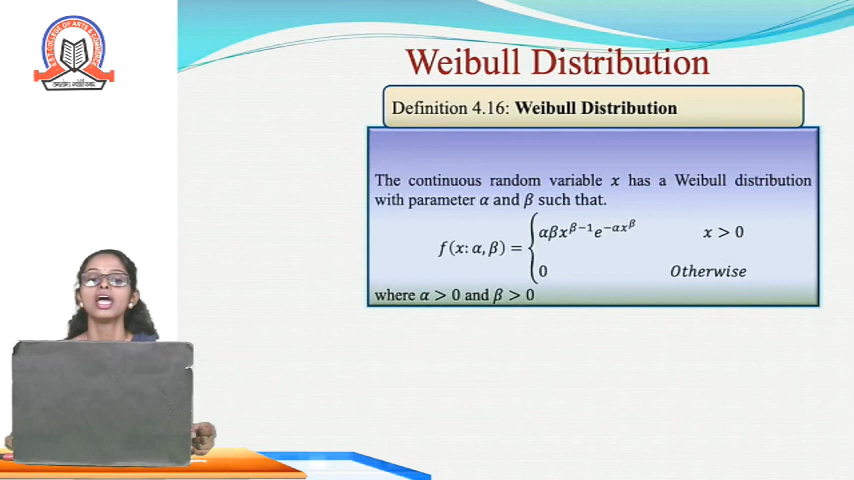 Weibull Distribution
Definition 4.16: Weibull Distribution
The continuous random variable x has a Weibull distribution
with parameter α and β such that.
f(x: α, β) = { αβx^{β−1}e^{−αx^β} x > 0
0 Otherwise
where α > 0 and β > 0